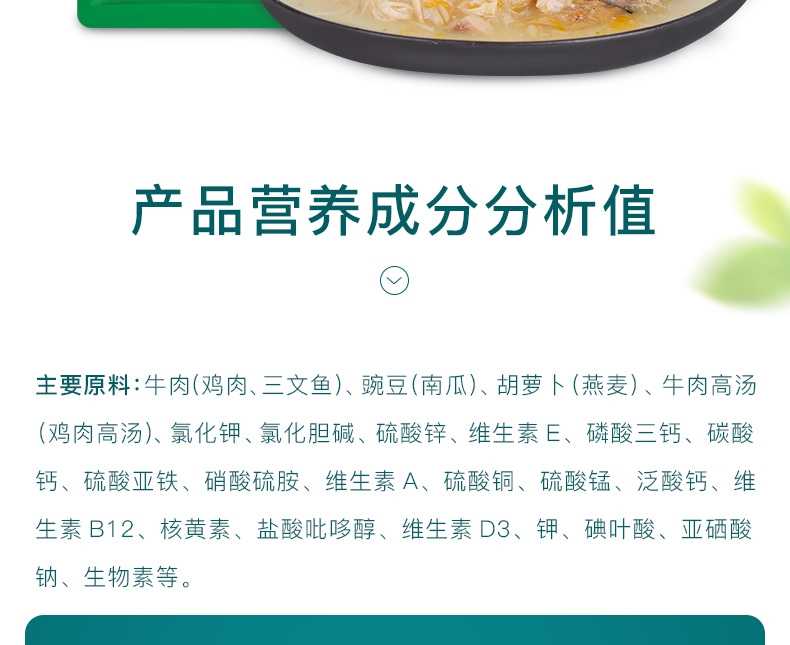 产品营养成分分析值
主要原料:牛肉(鸡肉、三文鱼)、豌豆(南瓜)、胡萝卜(燕麦)、牛肉高汤
(鸡肉高汤)、氯化钾、氯化胆碱、硫酸锌、维生素 E、磷酸三钙、碳酸
钙、硫酸亚铁、硝酸硫胺、维生素 A、硫酸铜、硫酸锰、泛酸钙、维
生素 B12、核黄素、盐酸吡哆醇、维生素 D3、钾、碘叶酸、亚硒酸
钠、生物素等。